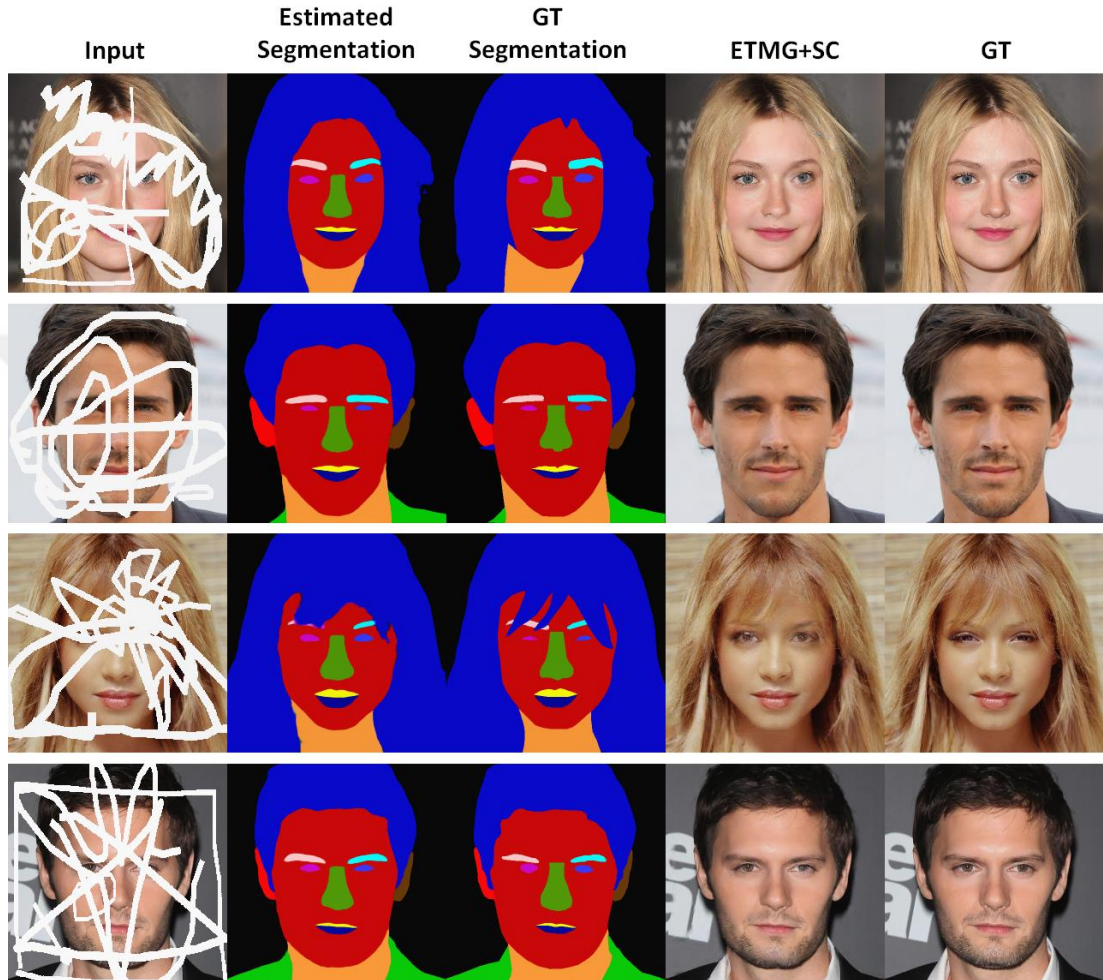 Input
Estimated
Segmentation
GT
Segmentation
ETMG+SC
GT